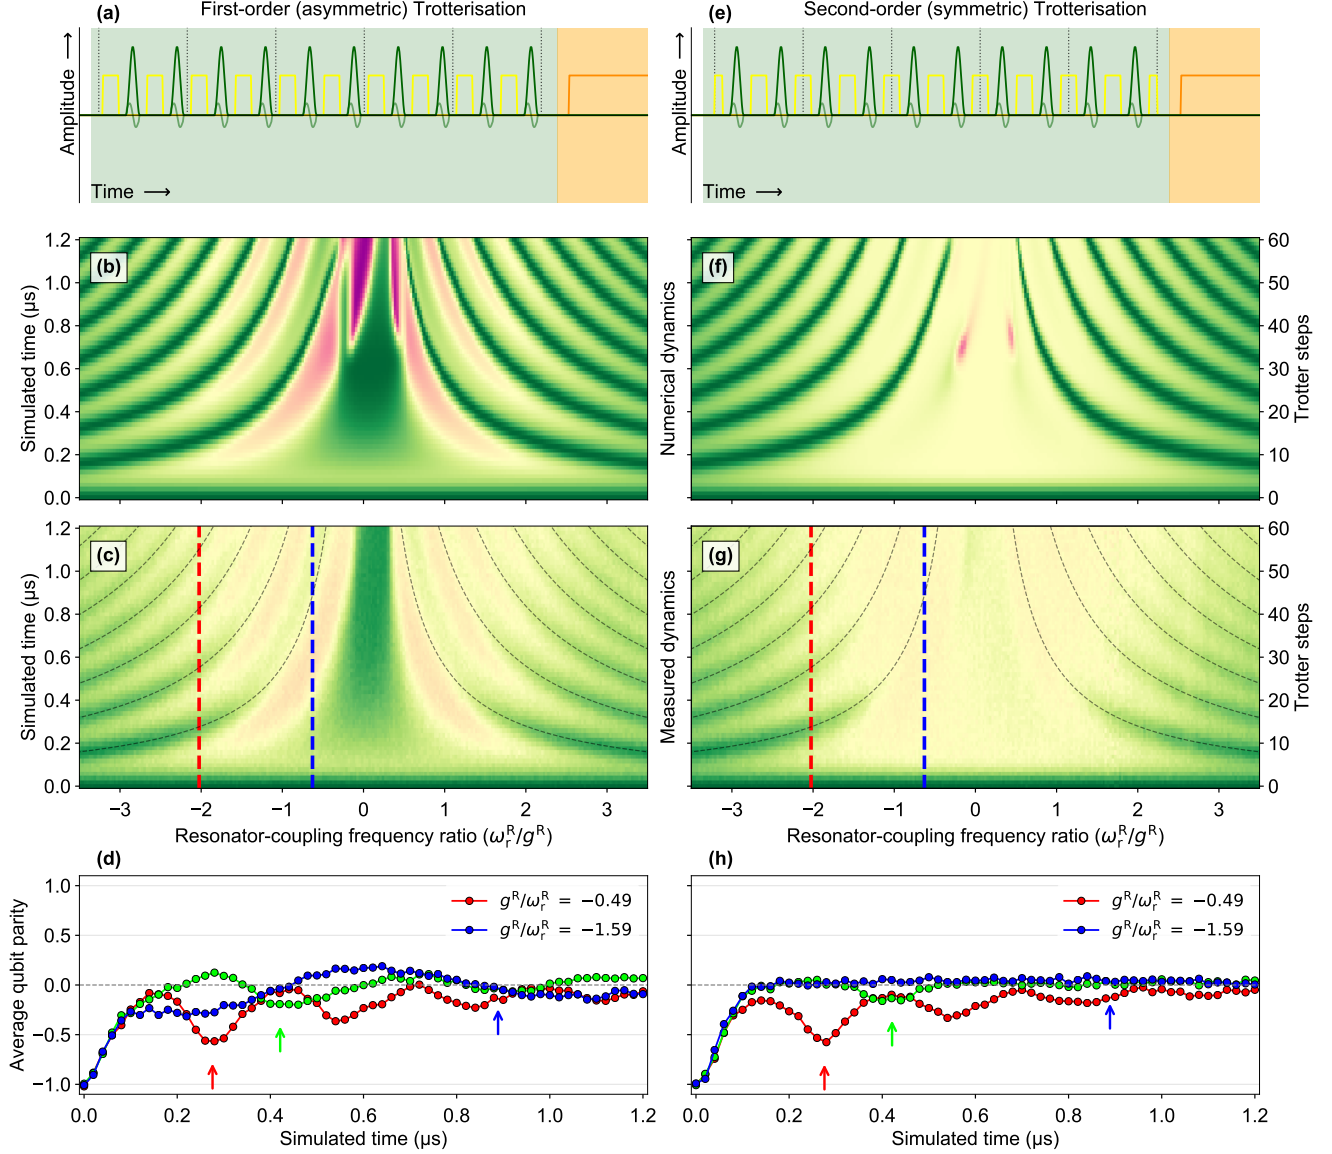 (a) First-order (asymmetric) Trotterisation
Amplitude
Time
(e) Second-order (symmetric) Trotterisation
Amplitude
Time
(b)
Simulated time (μs)
1.2
1.0
0.8
0.6
0.4
0.2
0.0
(f)
Numerical dynamics
Trotter steps
60
50
40
30
20
10
0
(c)
Simulated time (μs)
1.2
1.0
0.8
0.6
0.4
0.2
0.0
−3 −2 −1 0 1 2 3
Resonator-coupling frequency ratio (ω_r^R/g^R)
(g)
Measured dynamics
Trotter steps
60
50
40
30
20
10
0
−3 −2 −1 0 1 2 3
Resonator-coupling frequency ratio (ω_r^R/g^R)
(d)
Average qubit parity
1.0
0.5
0.0
−0.5
−1.0
g^R/ω_r^R = −0.49
g^R/ω_r^R = −1.59
0.0 0.2 0.4 0.6 0.8 1.0 1.2
Simulated time (μs)
(h)
g^R/ω_r^R = −0.49
g^R/ω_r^R = −1.59
0.0 0.2 0.4 0.6 0.8 1.0 1.2
Simulated time (μs)